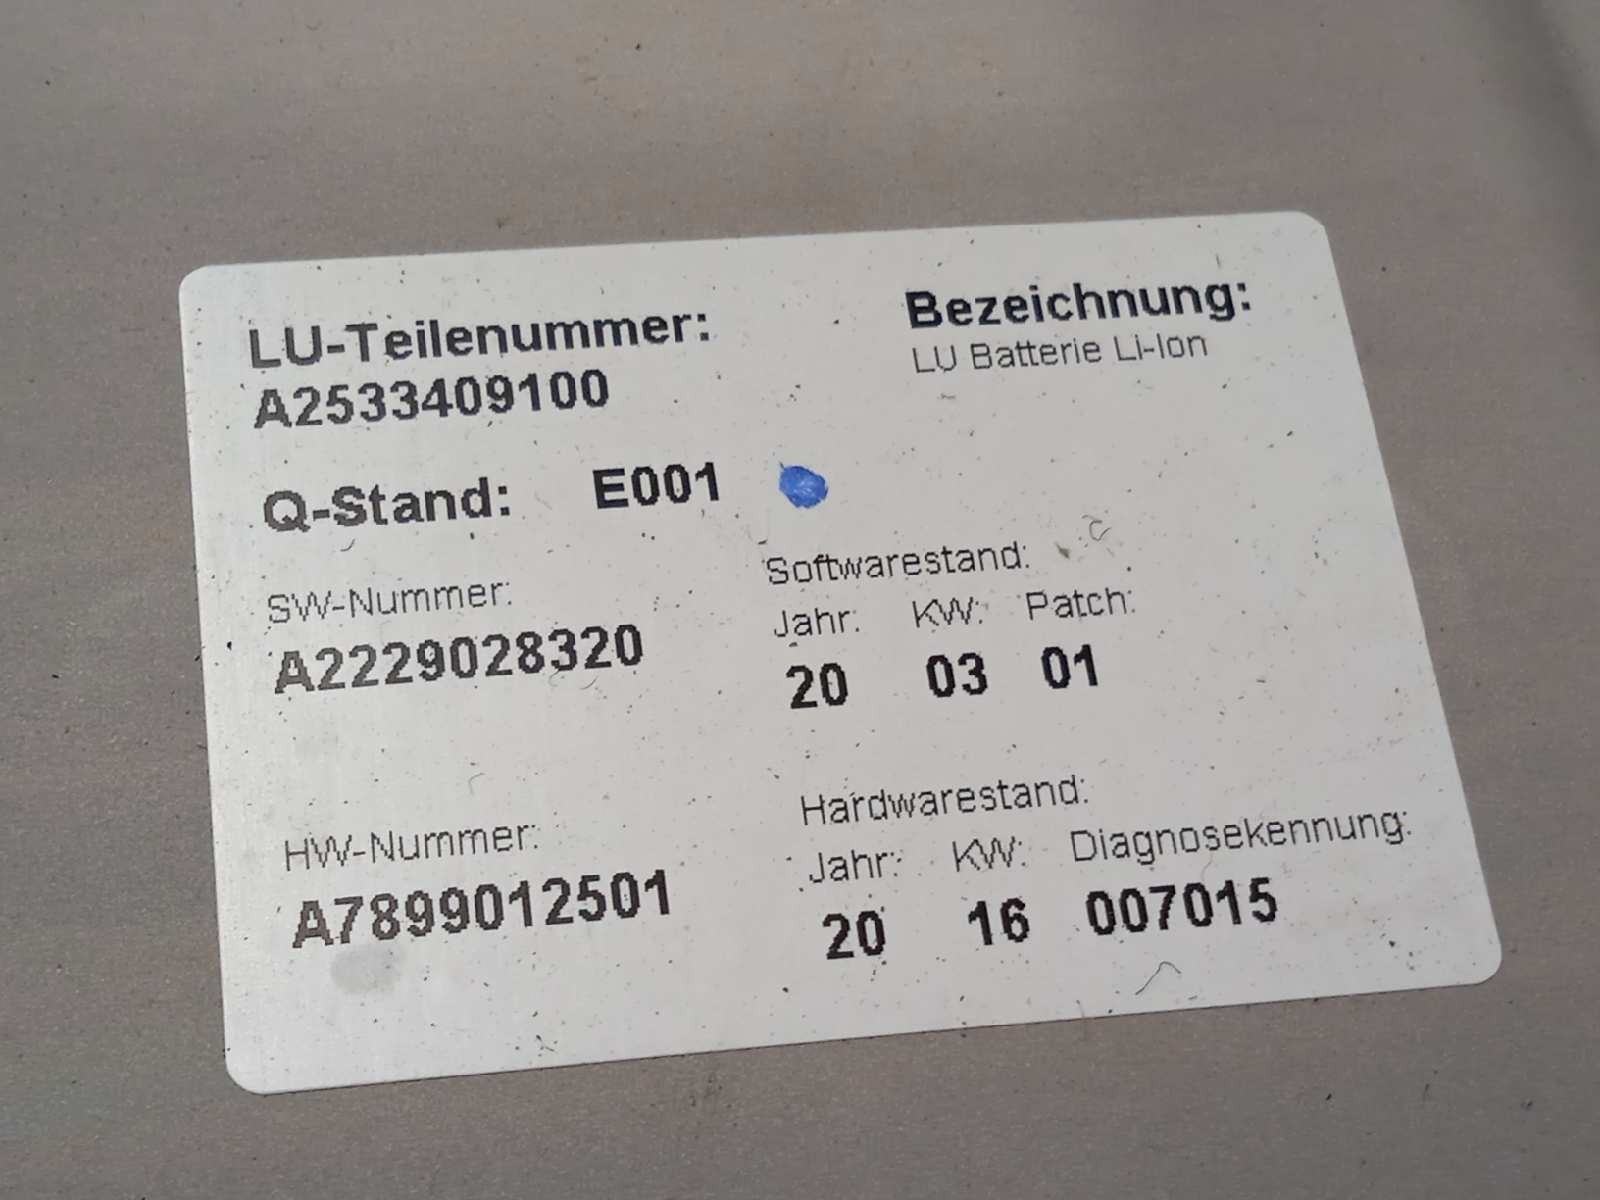 LU-Teilenummer:
A2533409100
Bezeichnung:
LU Batterie Li-Ion
Q-Stand: E001
SW-Nummer:
A2229028320
Softwarestand:
Jahr: KW: Patch:
20 03 01
HW-Nummer:
A7899012501
Hardwarestand:
Jahr: KW: Diagnosekennung:
20 16 007015